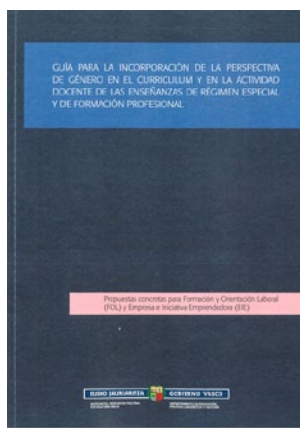 GUÍA PARA LA INCORPORACIÓN DE LA PERSPECTIVA
DE GÉNERO EN EL CURRICULUM Y EN LA ACTIVIDAD
DOCENTE DE LAS ENSEÑANZAS DE RÉGIMEN ESPECIAL
Y DE FORMACIÓN PROFESIONAL
Propuestas concretas para Formación y Orientación Laboral
(FOL) y Empresa e Iniciativa Emprendedora (EIE)
EUSKO JAURLARITZA GOBIERNO VASCO